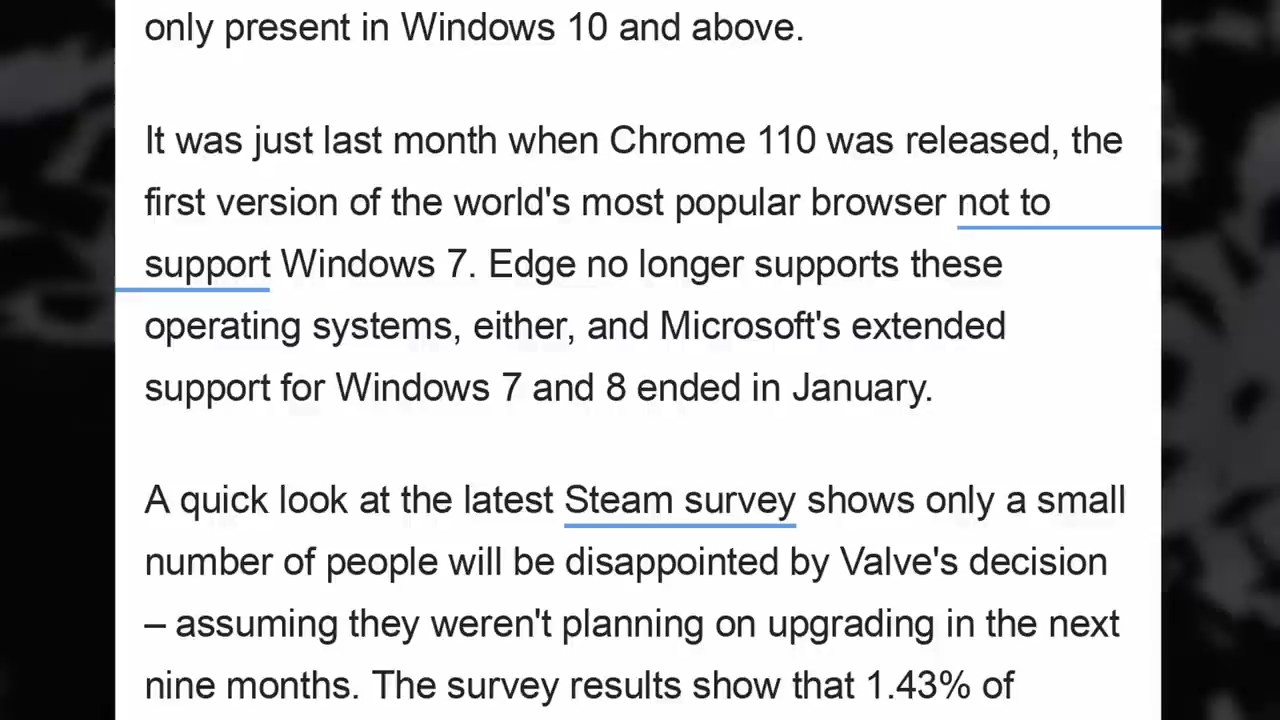 only present in Windows 10 and above.
It was just last month when Chrome 110 was released, the
first version of the world's most popular browser not to
support Windows 7. Edge no longer supports these
operating systems, either, and Microsoft's extended
support for Windows 7 and 8 ended in January.
A quick look at the latest Steam survey shows only a small
number of people will be disappointed by Valve's decision
– assuming they weren't planning on upgrading in the next
nine months. The survey results show that 1.43% of